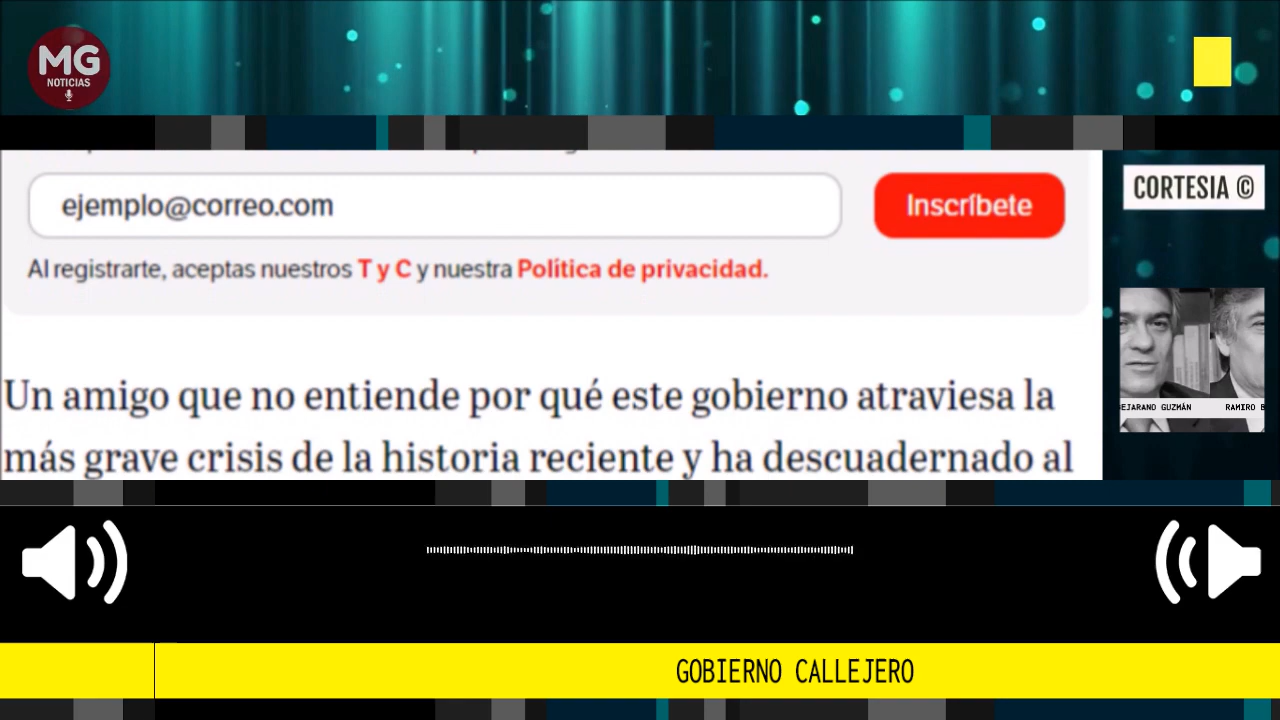 MG
NOTICIAS
ejemplo@correo.com
Inscríbete
CORTESIA ©
Al registrarte, aceptas nuestros T y C y nuestra Política de privacidad.
Un amigo que no entiende por qué este gobierno atraviesa la
más grave crisis de la historia reciente y ha descuadernado al
EJARANO GUZMÁN RAMIRO B
GOBIERNO CALLEJERO